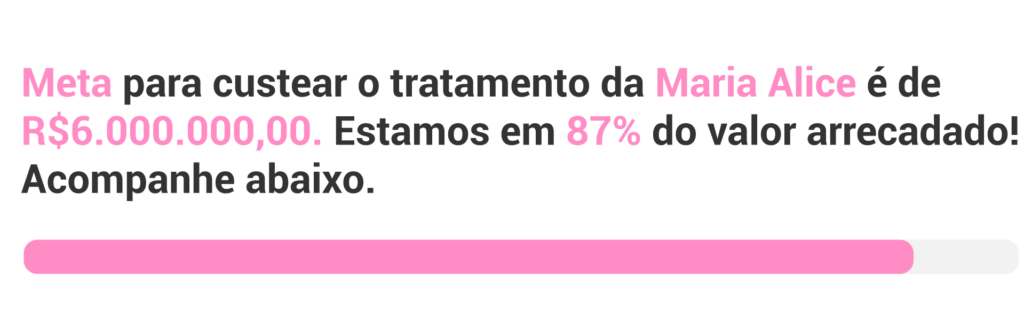 Meta para custear o tratamento da Maria Alice é de
R$6.000.000,00. Estamos em 87% do valor arrecadado!
Acompanhe abaixo.